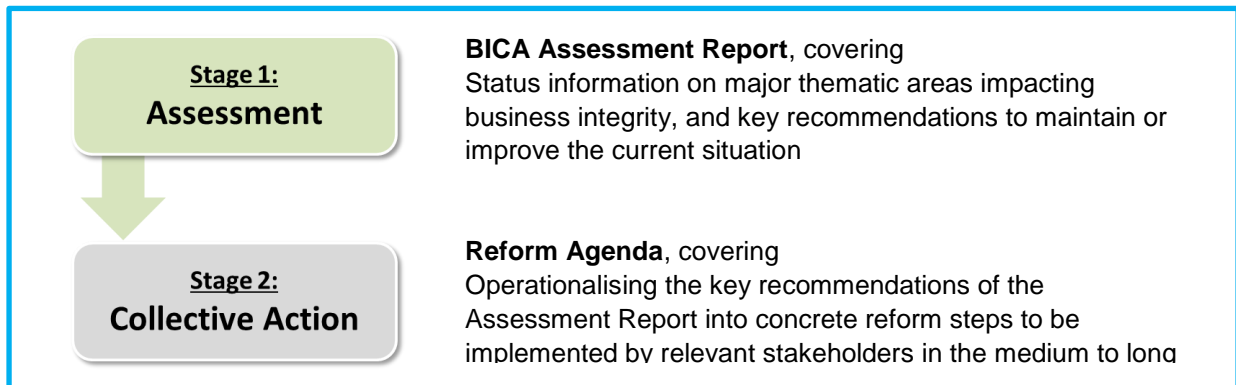 Stage 1:
Assessment
BICA Assessment Report, covering
Status information on major thematic areas impacting
business integrity, and key recommendations to maintain or
improve the current situation
Stage 2:
Collective Action
Reform Agenda, covering
Operationalising the key recommendations of the
Assessment Report into concrete reform steps to be
implemented by relevant stakeholders in the medium to long